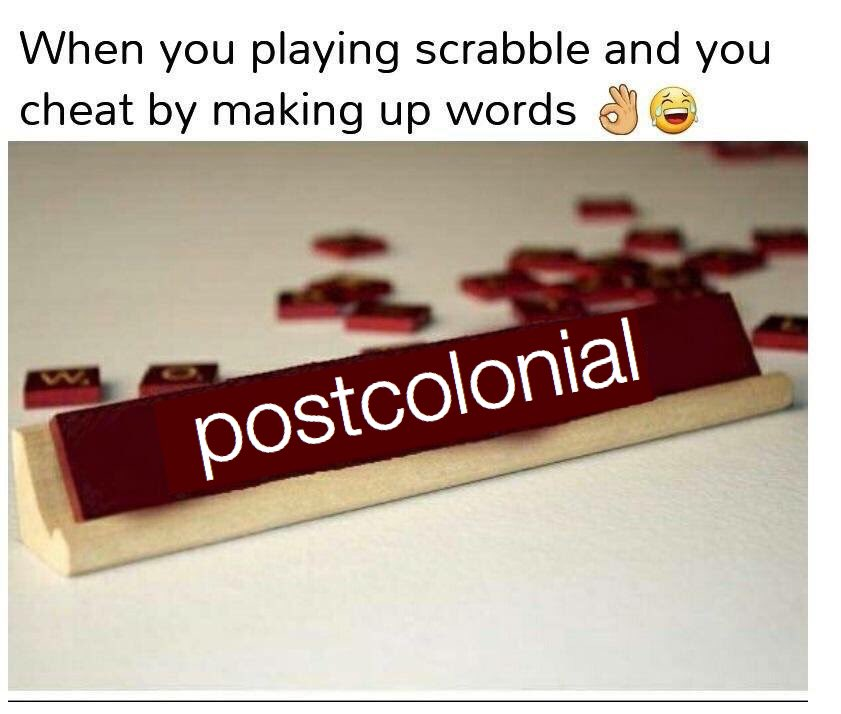 When you playing scrabble and you
cheat by making up words 👌😂
postcolonial
W
O